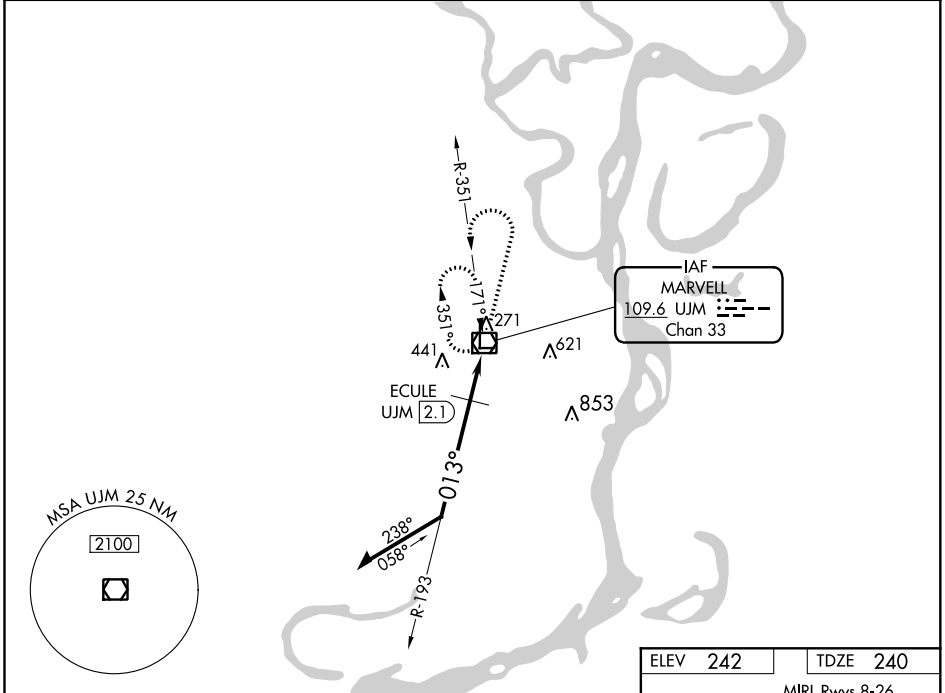 R-351
IAF
MARVELL
109.6 UJM
Chan 33
171°
351°
271
441
621
ECULE
UJM 2.1
853
013°
MSA UJM 25 NM
2100
238°
058°
R-193
ELEV 242
TDZE 240
MIRL Rwys 8-26